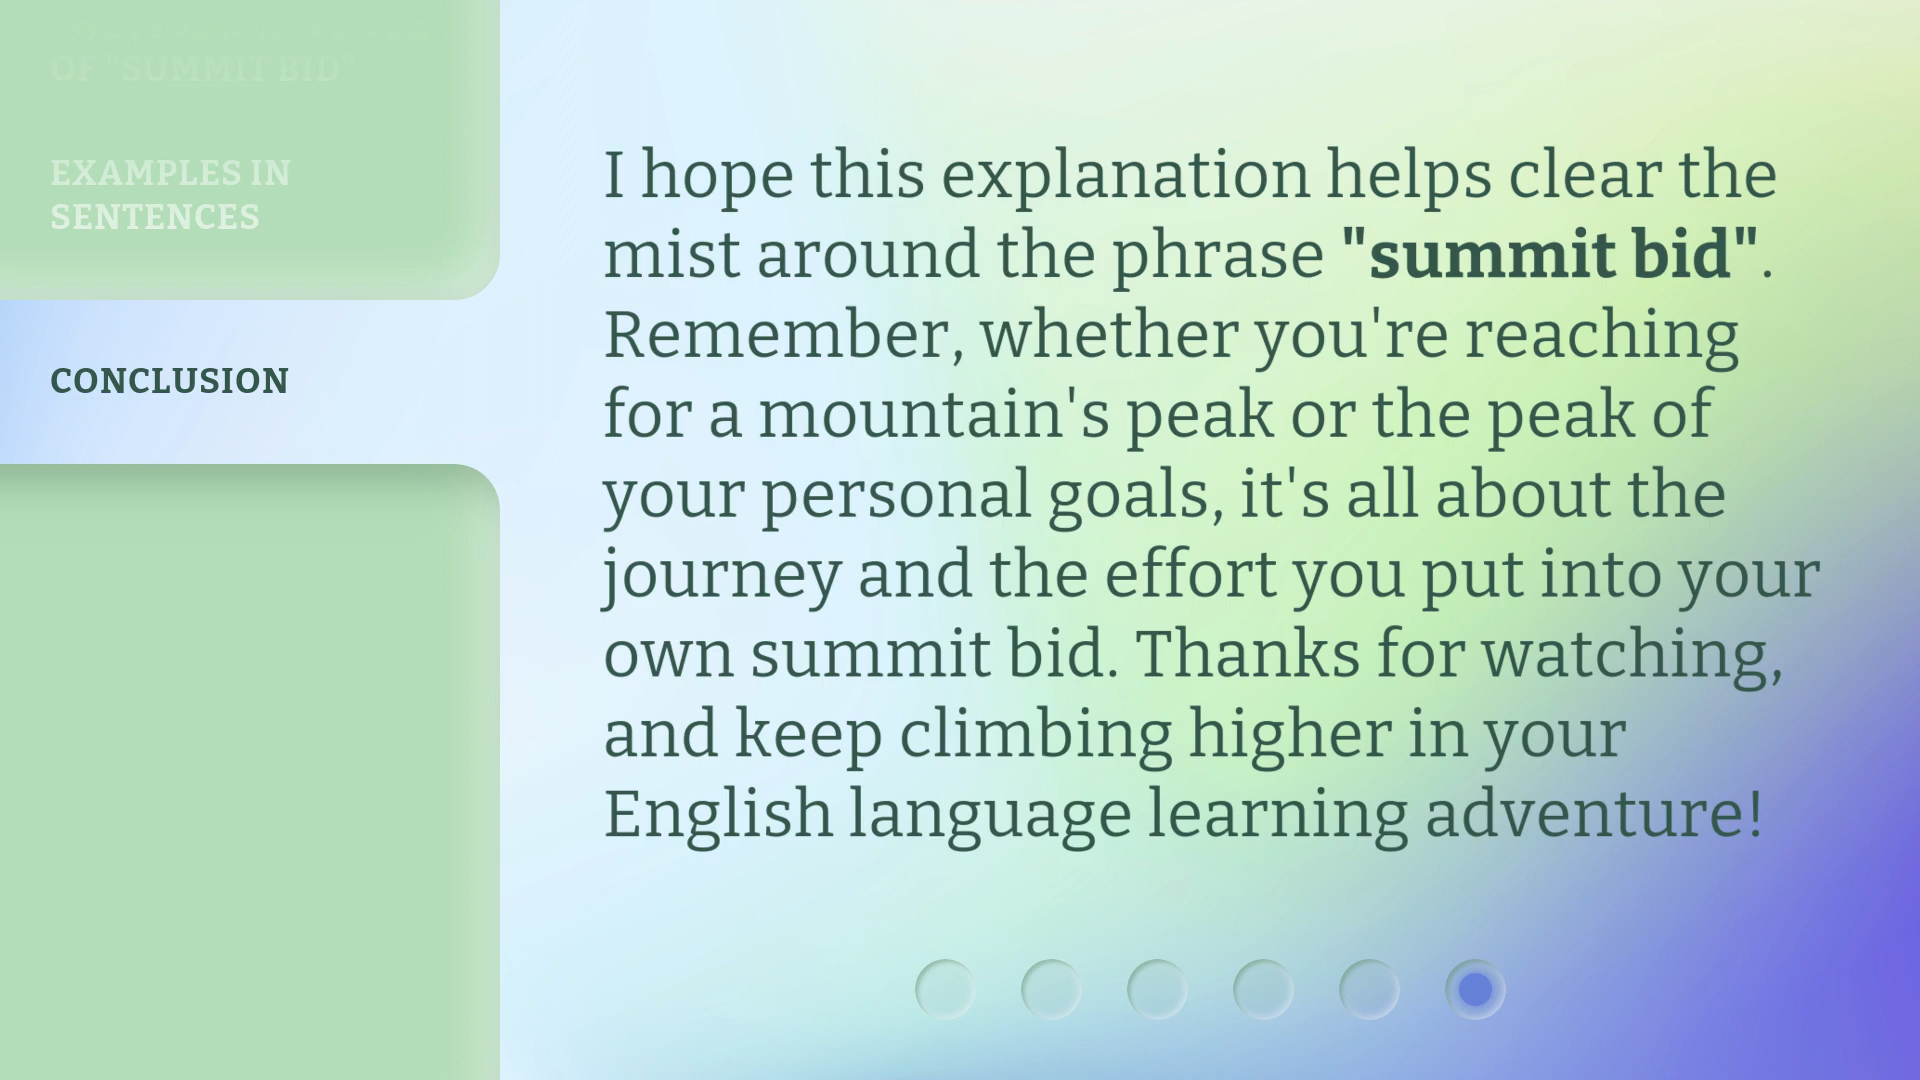 OF "SUMMIT BID"
EXAMPLES IN
SENTENCES
CONCLUSION
I hope this explanation helps clear the
mist around the phrase "summit bid".
Remember, whether you're reaching
for a mountain's peak or the peak of
your personal goals, it's all about the
journey and the effort you put into your
own summit bid. Thanks for watching,
and keep climbing higher in your
English language learning adventure!